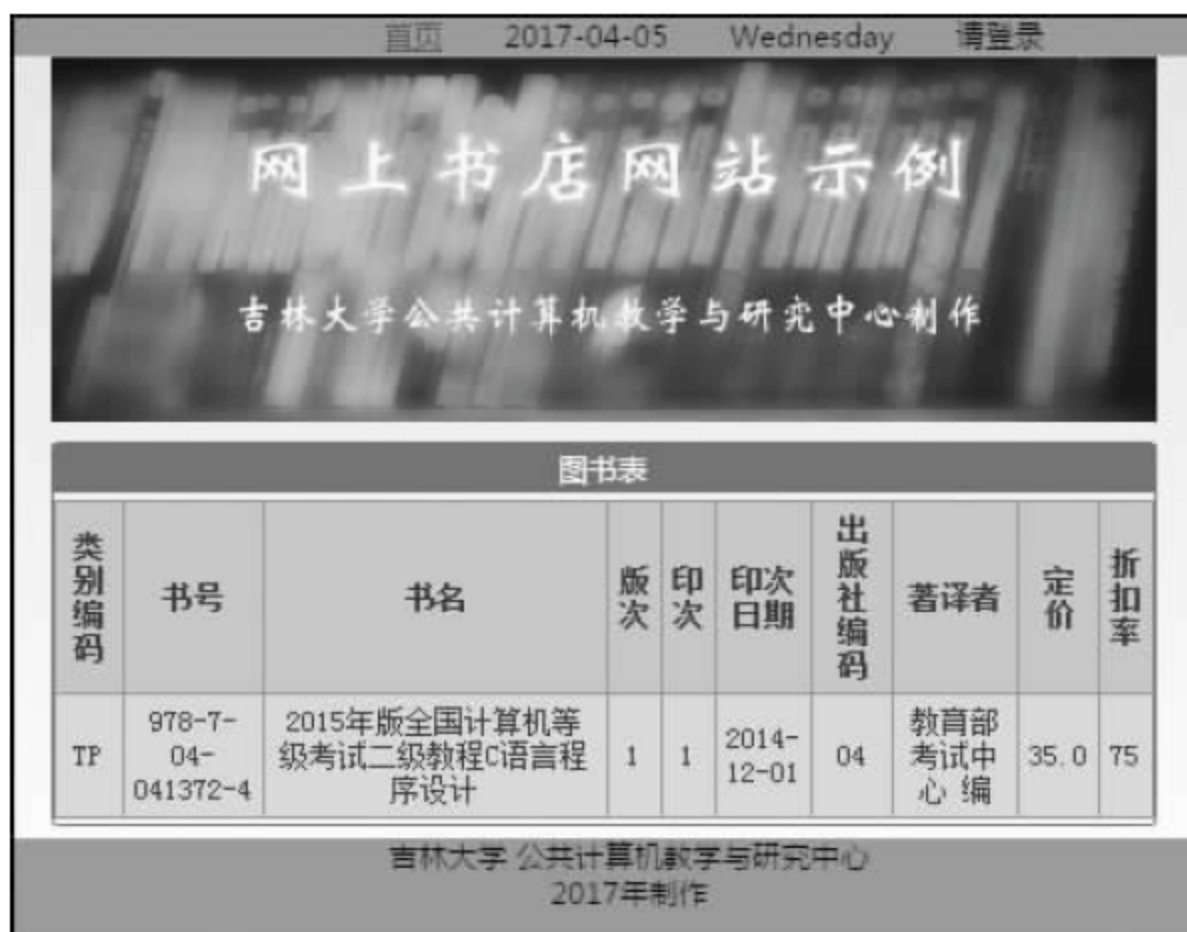 首页 2017-04-05 Wednesday 请登录
网上书店网站示例
吉林大学公共计算机教学与研究中心制作
图书表
类别编码 书号 书名 版次 印次 印次日期 出版社编码 著译者 定价 折扣率
TP 978-7-04-041372-4 2015年版全国计算机等级考试二级教程C语言程序设计 1 1 2014-12-01 04 教育部考试中心 编 35.0 75
吉林大学 公共计算机教学与研究中心
2017年制作